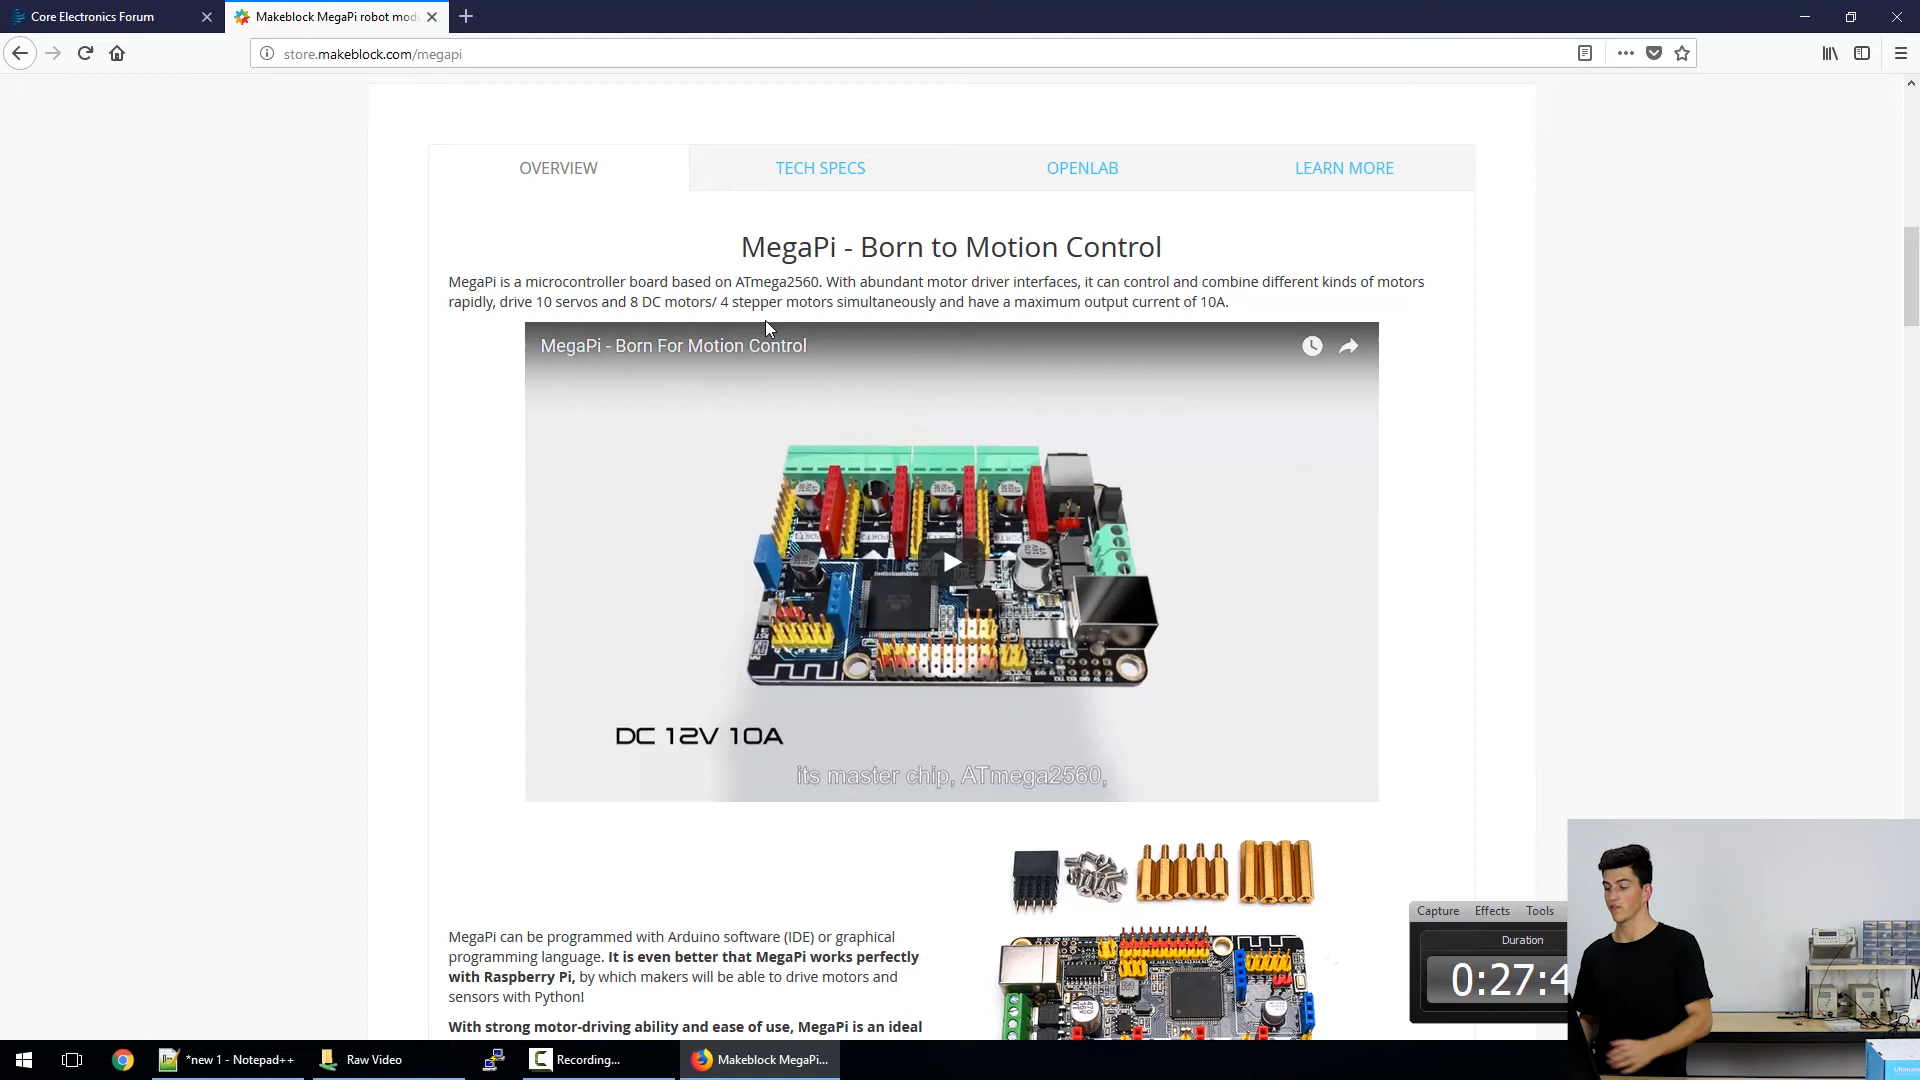 Core Electronics Forum
Makeblock MegaPi robot mod
store.makeblock.com/megapi
OVERVIEW
TECH SPECS
OPENLAB
LEARN MORE
MegaPi - Born to Motion Control
MegaPi is a microcontroller board based on ATmega2560. With abundant motor driver interfaces, it can control and combine different kinds of motors
rapidly, drive 10 servos and 8 DC motors/ 4 stepper motors simultaneously and have a maximum output current of 10A.
MegaPi - Born For Motion Control
DC 12V 10A
its master chip, ATmega2560,
MegaPi can be programmed with Arduino software (IDE) or graphical
programming language. It is even better that MegaPi works perfectly
with Raspberry Pi, by which makers will be able to drive motors and
sensors with Python!
With strong motor-driving ability and ease of use, MegaPi is an ideal
Capture Effects Tools
Duration
0:27:4
*new 1 - Notepad++
Raw Video
Recording...
Makeblock MegaPi...